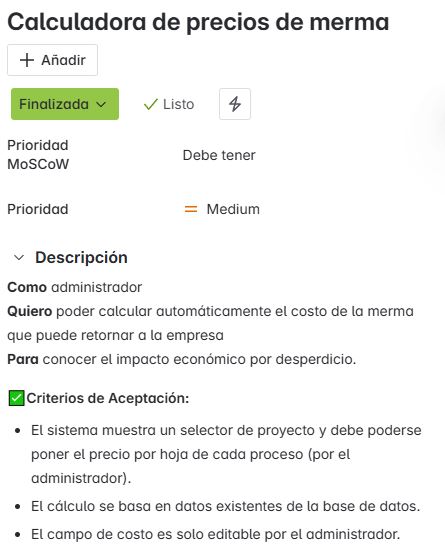 Calculadora de precios de merma
+ Añadir
Finalizada
Listo
Prioridad
MoSCoW
Debe tener
Prioridad
Medium
Descripción
Como administrador
Quiero poder calcular automáticamente el costo de la merma
que puede retornar a la empresa
Para conocer el impacto económico por desperdicio.
✅Criterios de Aceptación:
• El sistema muestra un selector de proyecto y debe poderse
poner el precio por hoja de cada proceso (por el
administrador).
• El cálculo se basa en datos existentes de la base de datos.
• El campo de costo es solo editable por el administrador.